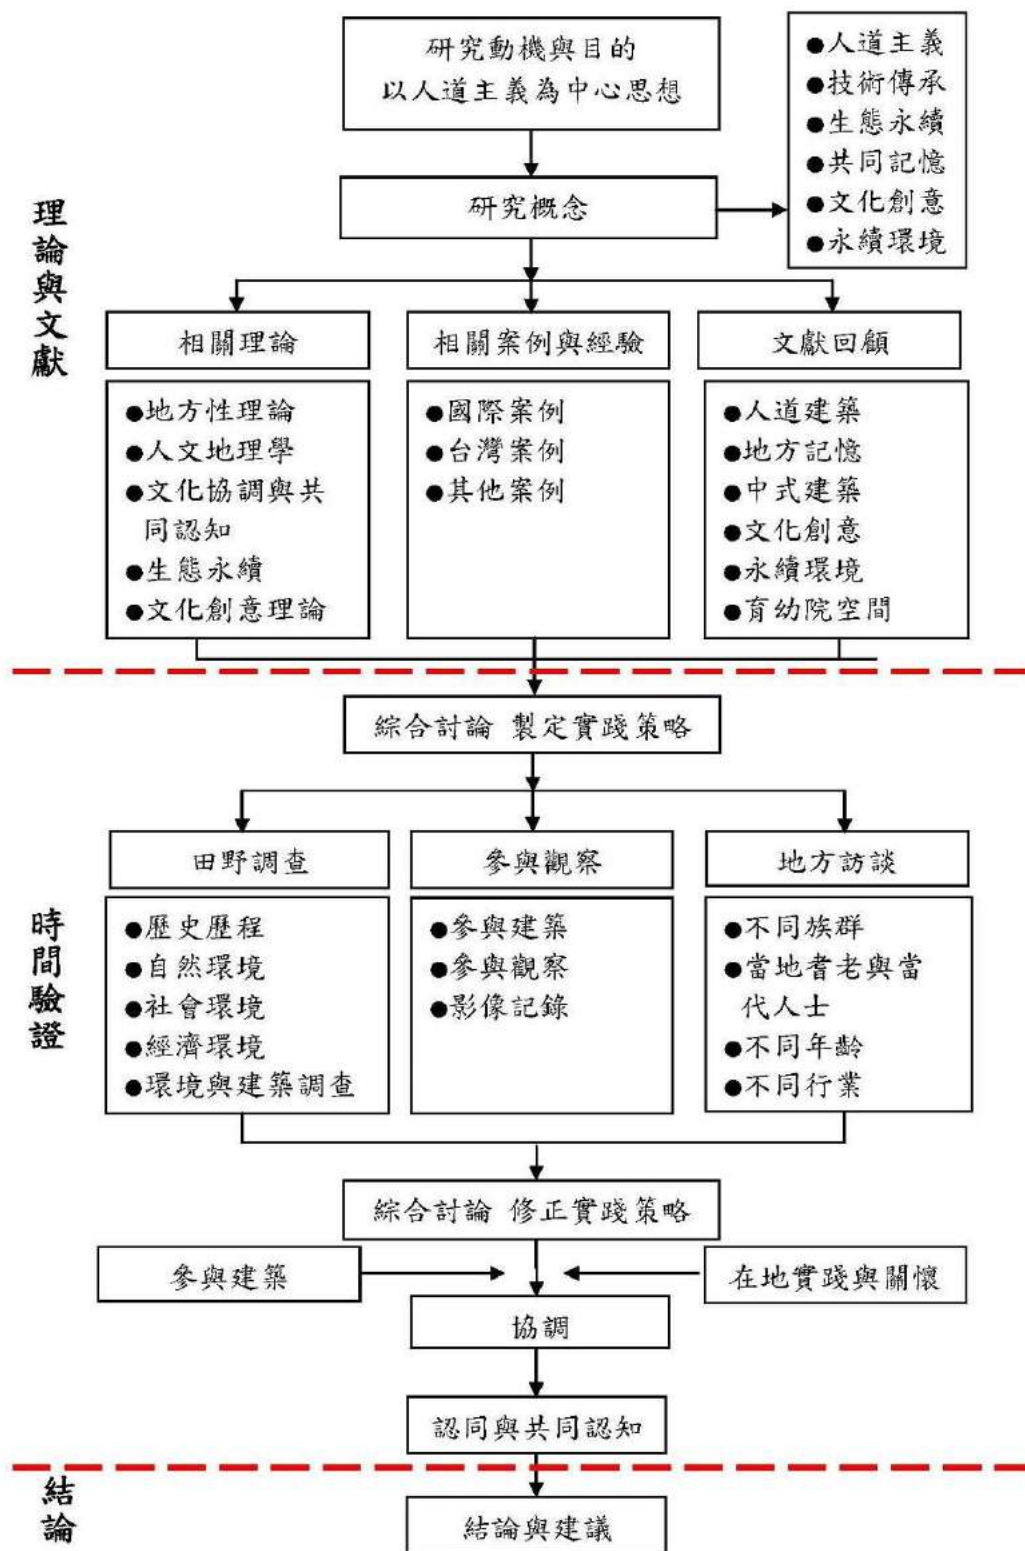 研究動機與目的
以人道主義為中心思想
●人道主義
●技術傳承
●生態永續
●共同記憶
●文化創意
●永續環境
研究概念
理論與文獻
相關理論
●地方性理論
●人文地理學
●文化協調與共
同認知
●生態永續
●文化創意理論
相關案例與經驗
●國際案例
●台灣案例
●其他案例
文獻回顧
●人道建築
●地方記憶
●中式建築
●文化創意
●永續環境
●育幼院空間
綜合討論 製定實踐策略
時間驗證
田野調查
●歷史歷程
●自然環境
●社會環境
●經濟環境
●環境與建築調查
參與觀察
●參與建築
●參與觀察
●影像記錄
地方訪談
●不同族群
●當地耆老與當
代人士
●不同年齡
●不同行業
綜合討論 修正實踐策略
參與建築
在地實踐與關懷
協調
認同與共同認知
結論
結論與建議